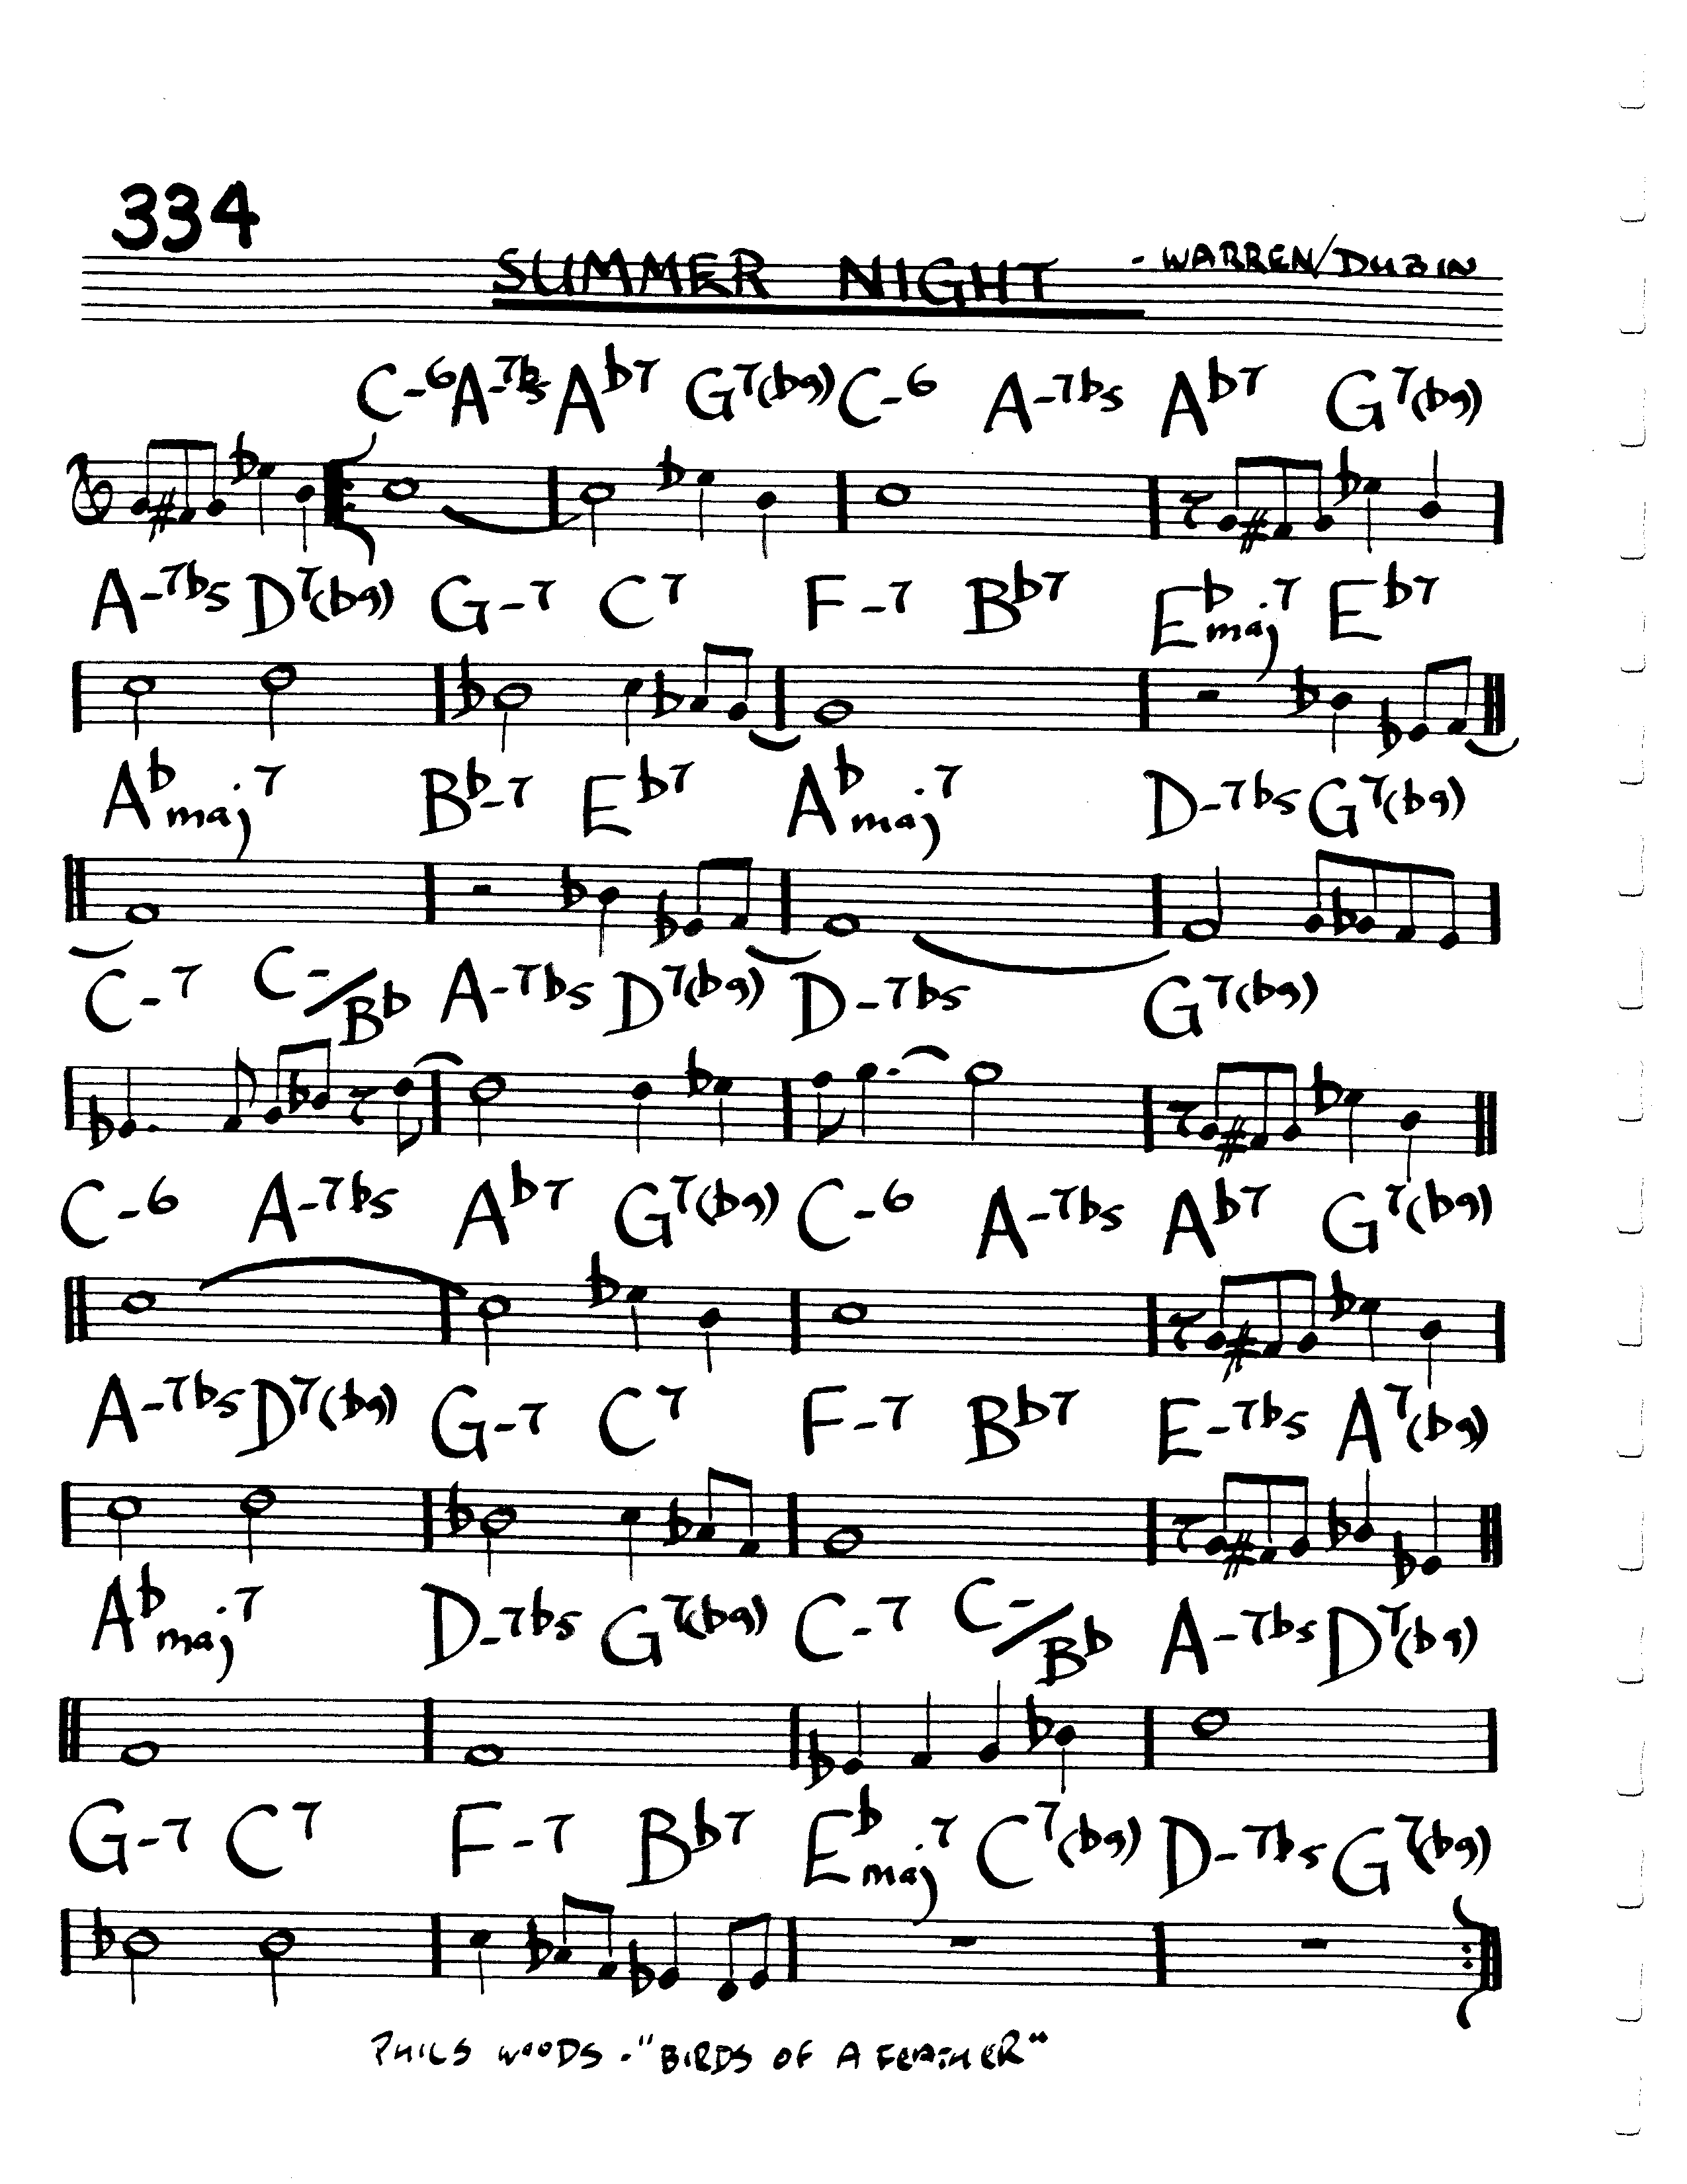 334
SUMMER NIGHT - WARREN/DUBIN
C-6 A-7b5 Ab7 G7(b9) C-6 A-7b5 Ab7 G7(b9)
A-7b5 D7(b9) G-7 C7 F-7 Bb7 Ebmaj7 Eb7
Abmaj7 Bb-7 Eb7 Abmaj7 D-7b5 G7(b9)
C-7 C-/Bb A-7b5 D7(b9) D-7b5 G7(b9)
C-6 A-7b5 Ab7 G7(b9) C-6 A-7b5 Ab7 G7(b9)
A-7b5 D7(b9) G-7 C7 F-7 Bb7 E-7b5 A7(b9)
Abmaj7 D-7b5 G7(b9) C-7 C-/Bb A-7b5 D7(b9)
G-7 C7 F-7 Bb7 Ebmaj7 C7(b9) D-7b5 G7(b9)
PHILS WOODS - "BIRDS OF A FEATHER"